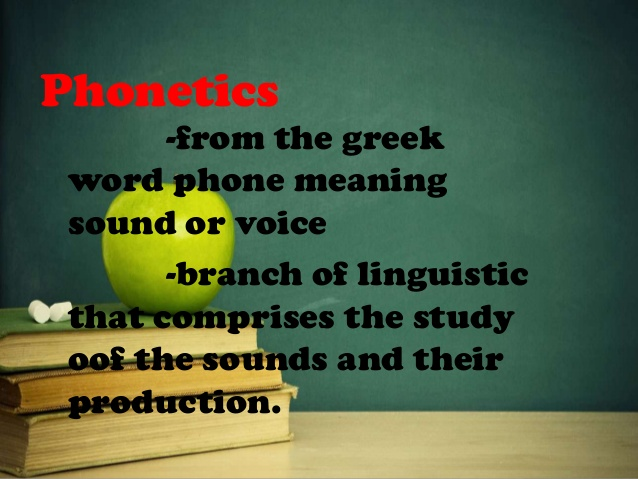 Phonetics
-from the greek
word phone meaning
sound or voice
-branch of linguistic
that comprises the study
oof the sounds and their
production.